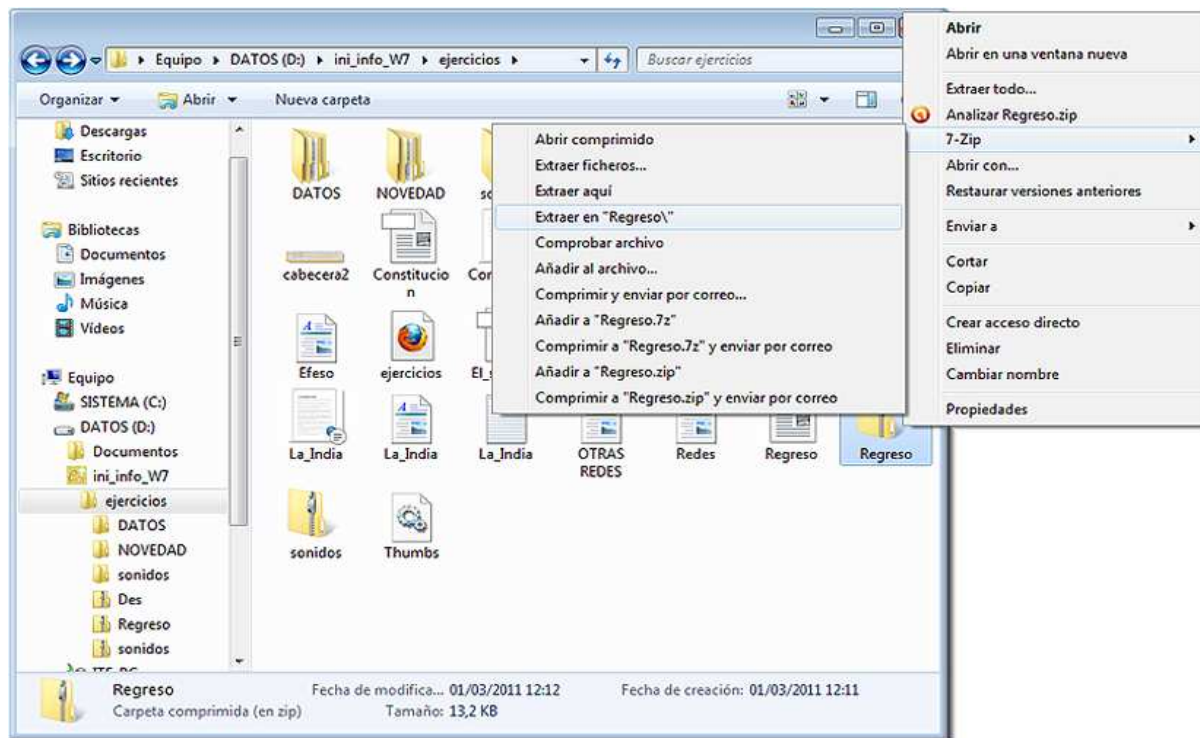 Equipo DATOS (D:) ini_info_W7 ejercicios
Buscar ejercicios
Organizar Abrir Nueva carpeta
Descargas
Escritorio
Sitios recientes
Bibliotecas
Documentos
Imágenes
Música
Vídeos
Equipo
SISTEMA (C:)
DATOS (D:)
Documentos
ini_info_W7
ejercicios
DATOS
NOVEDAD
sonidos
Des
Regreso
sonidos
DATOS
NOVEDAD
cabecera2
Constitucio
n
Efeso
ejercicios
La_India
La_India
La_India
OTRAS
REDES
Redes
Regreso
Regreso
sonidos
Thumbs
Abrir comprimido
Extraer ficheros...
Extraer aquí
Extraer en "Regreso\"
Comprobar archivo
Añadir al archivo...
Comprimir y enviar por correo...
Añadir a "Regreso.7z"
Comprimir a "Regreso.7z" y enviar por correo
Añadir a "Regreso.zip"
Comprimir a "Regreso.zip" y enviar por correo
Abrir
Abrir en una ventana nueva
Extraer todo...
Analizar Regreso.zip
7-Zip
Abrir con...
Restaurar versiones anteriores
Enviar a
Cortar
Copiar
Crear acceso directo
Eliminar
Cambiar nombre
Propiedades
Regreso Fecha de modifica... 01/03/2011 12:12 Fecha de creación: 01/03/2011 12:11
Carpeta comprimida (en zip) Tamaño: 13,2 KB